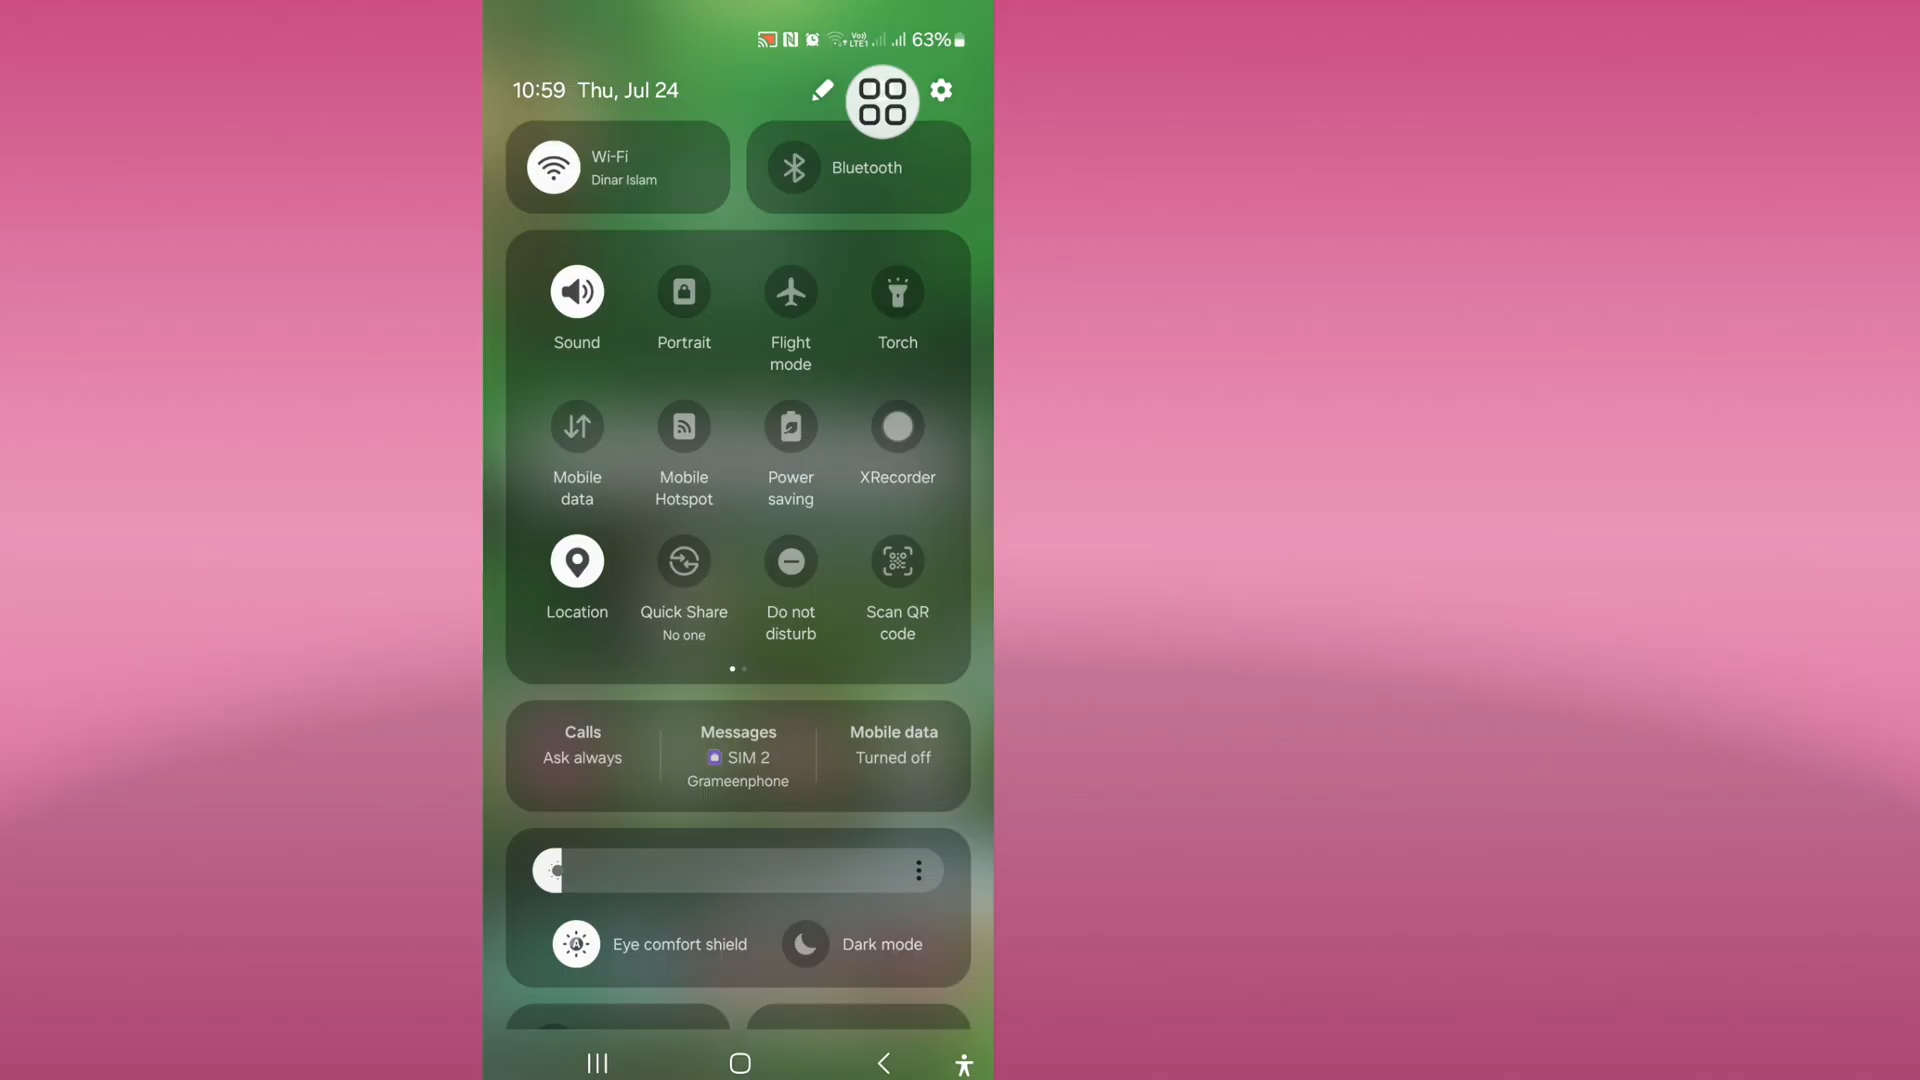 Vo)) LTE1 63%
10:59 Thu, Jul 24
Wi-Fi
Dinar Islam
Bluetooth
Sound
Portrait
Flight
mode
Torch
Mobile
data
Mobile
Hotspot
Power
saving
XRecorder
Location
Quick Share
No one
Do not
disturb
Scan QR
code
Calls
Ask always
Messages
SIM 2
Grameenphone
Mobile data
Turned off
Eye comfort shield
Dark mode